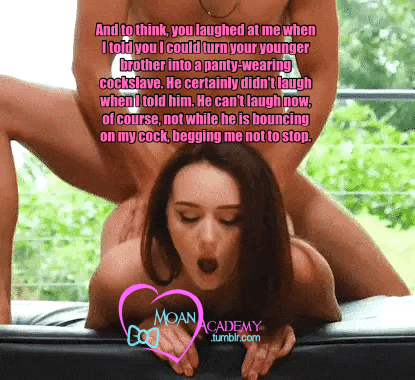 And to think, you laughed at me when
I told you I could turn your younger
brother into a panty-wearing
cockslave. He certainly didn't laugh
when I told him. He can't laugh now,
of course, not while he is bouncing
on my cock, begging me not to stop.
MOAN
ACADEMY
.tumblr.com